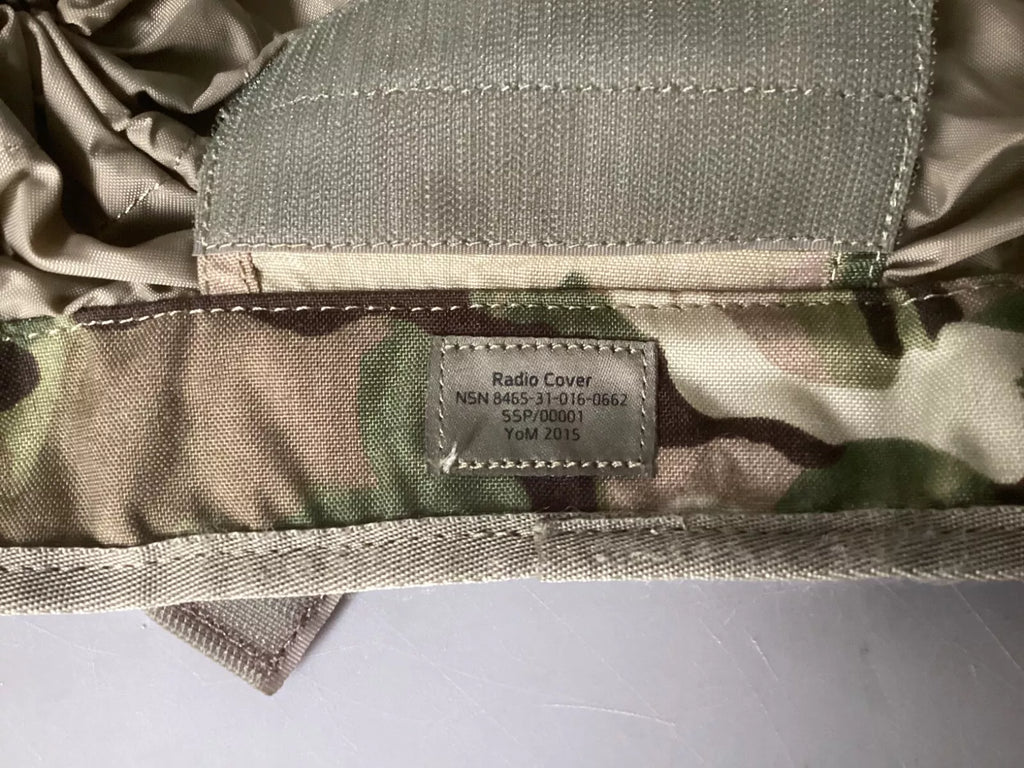 Radio Cover
NSN 8465-31-016-0662
SSP/00001
YoM 2015